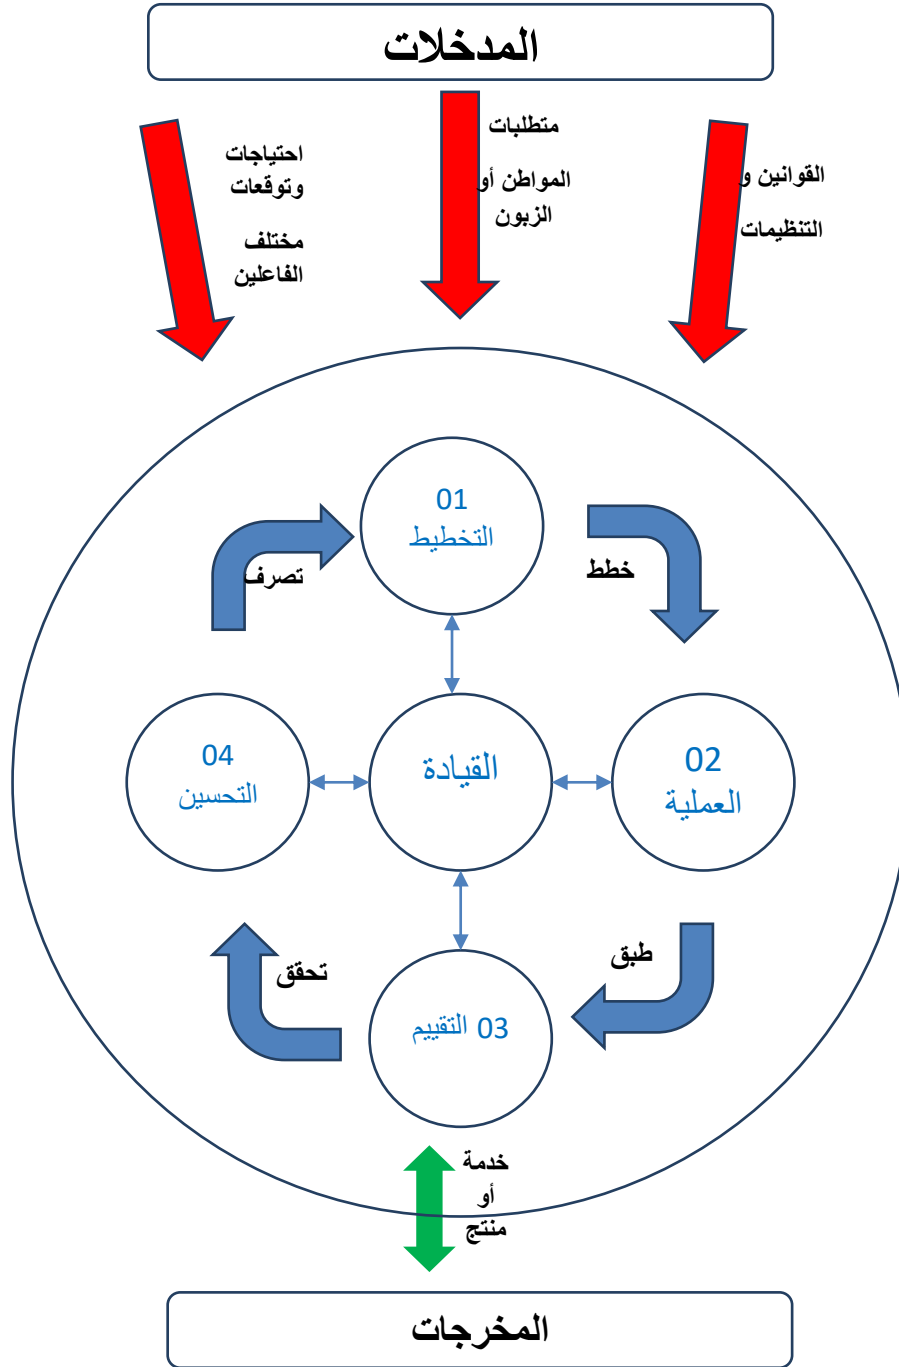 المدخلات
القوانين و
التنظيمات
متطلبات
المواطن أو
الزبون
احتياجات
وتوقعات
مختلف
الفاعلين
01
التخطيط
خطط
تصرف
02
العملية
القيادة
04
التحسين
طبق
تحقق
03 التقييم
خدمة
أو
منتج
المخرجات